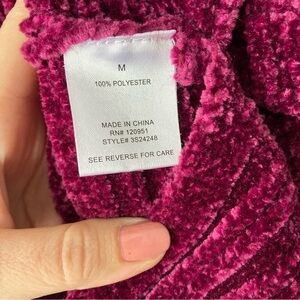 M
100% POLYESTER
MADE IN CHINA
RN# 120951
STYLE# 3S24248
SEE REVERSE FOR CARE